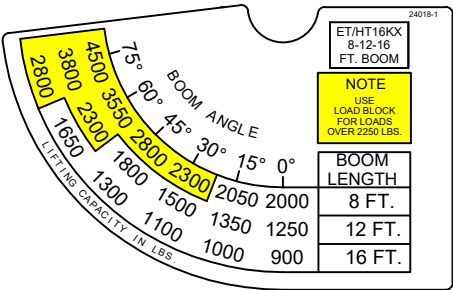 24018-1
ET/HT16KX
8-12-16
FT. BOOM
NOTE
USE
LOAD BLOCK
FOR LOADS
OVER 2250 LBS.
BOOM ANGLE
75° 60° 45° 30° 15° 0°
BOOM
LENGTH
4500 3550 2800 2300 2050 2000 8 FT.
3800 2300 1800 1500 1350 1250 12 FT.
2800 1650 1300 1100 1000 900 16 FT.
LIFTING CAPACITY IN LBS.